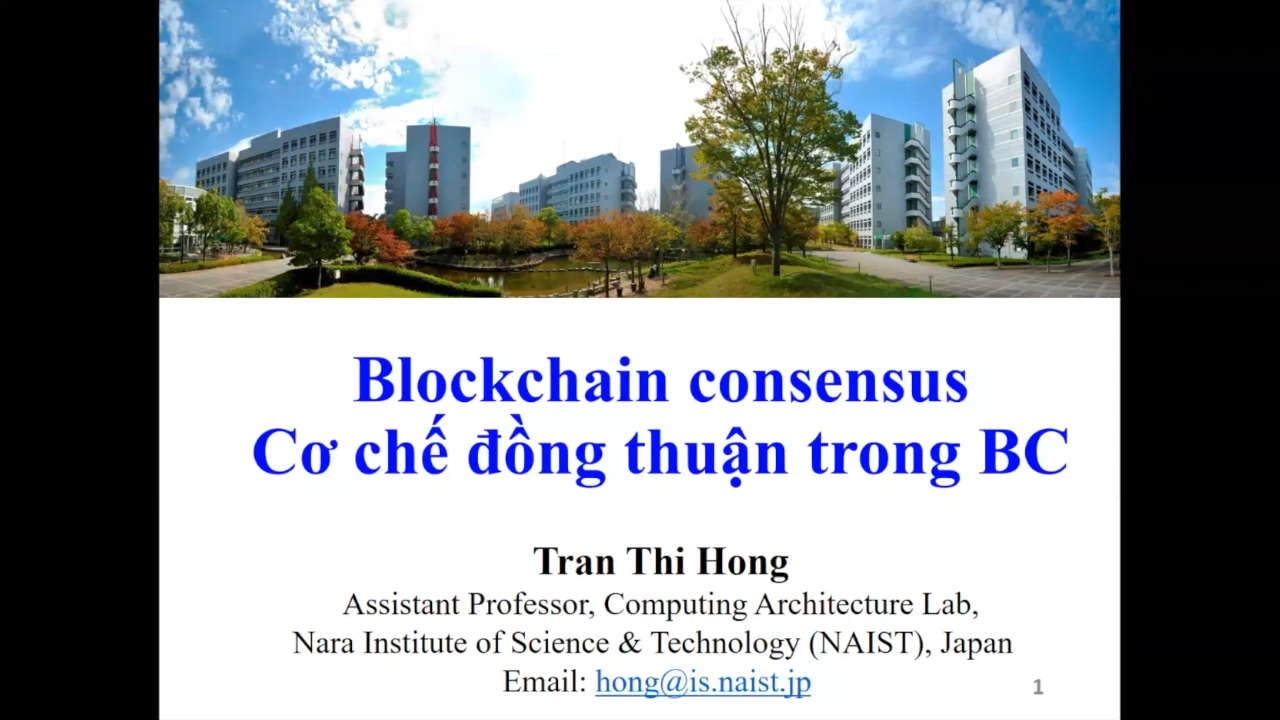 Blockchain consensus
Cơ chế đồng thuận trong BC
Tran Thi Hong
Assistant Professor, Computing Architecture Lab,
Nara Institute of Science & Technology (NAIST), Japan
Email: hong@is.naist.jp
1